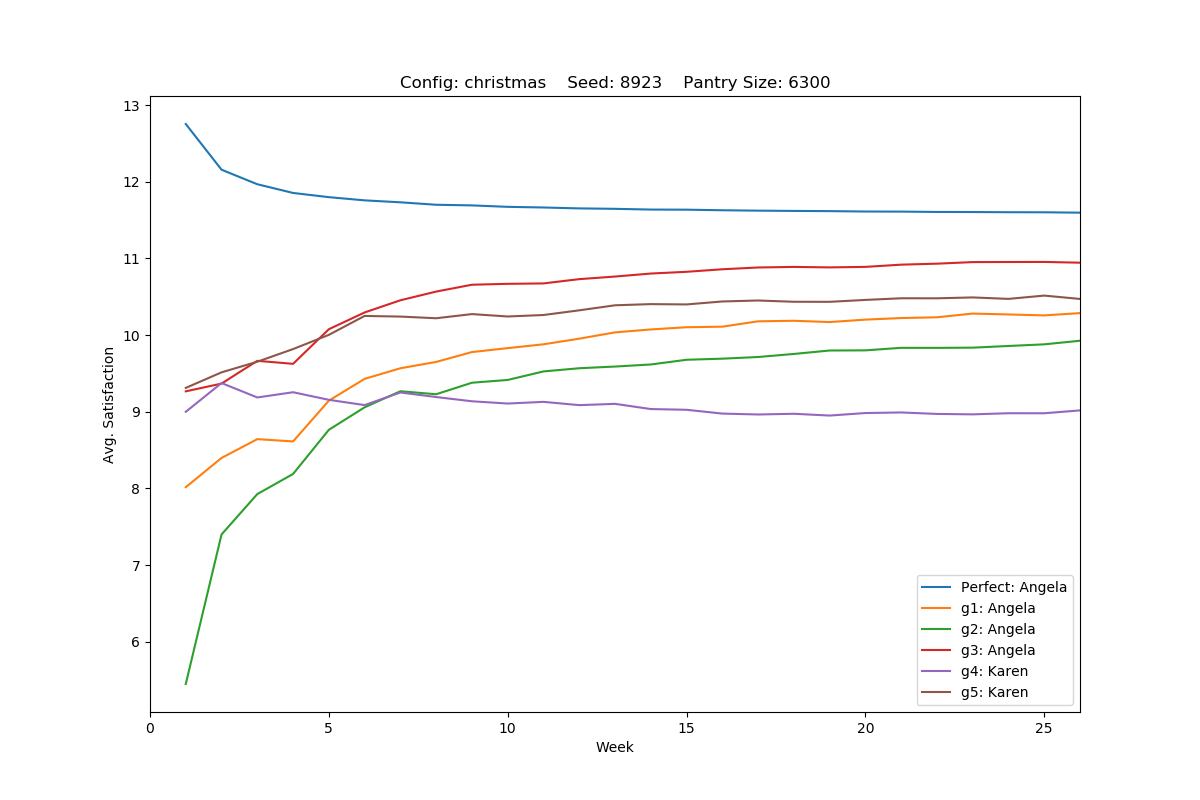 Config: christmas    Seed: 8923    Pantry Size: 6300
13
12
11
10
9
8
7
6
Avg. Satisfaction
0
5
10
15
20
25
Week
Perfect: Angela
g1: Angela
g2: Angela
g3: Angela
g4: Karen
g5: Karen